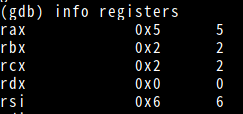 (gdb) info registers
rax 0x5 5
rbx 0x2 2
rcx 0x2 2
rdx 0x0 0
rsi 0x6 6